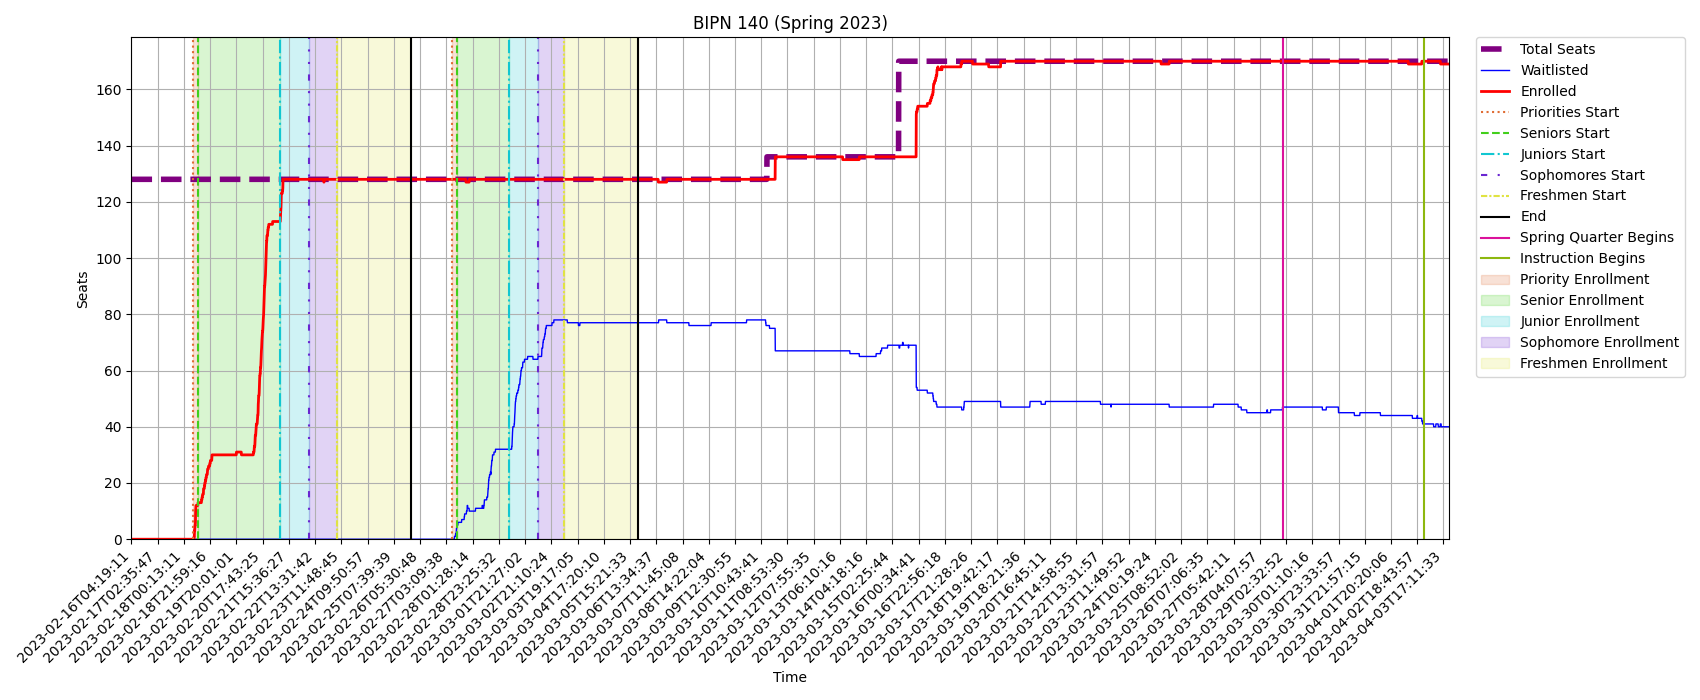 BIPN 140 (Spring 2023)
Seats
160
140
120
100
80
60
40
20
0
2023-02-16T04:19:11
2023-02-17T02:35:47
2023-02-18T00:13:11
2023-02-18T21:59:16
2023-02-19T20:01:01
2023-02-20T17:43:25
2023-02-21T15:36:27
2023-02-22T13:31:42
2023-02-23T11:48:45
2023-02-24T09:50:57
2023-02-25T07:39:39
2023-02-26T05:30:48
2023-02-27T03:09:38
2023-02-28T01:28:14
2023-02-28T23:25:32
2023-03-01T21:27:02
2023-03-02T21:10:24
2023-03-03T19:17:05
2023-03-04T17:20:10
2023-03-05T15:21:33
2023-03-06T13:34:37
2023-03-07T11:45:08
2023-03-08T14:22:04
2023-03-09T12:30:55
2023-03-10T10:43:41
2023-03-11T08:53:30
2023-03-12T07:55:35
2023-03-13T06:10:16
2023-03-14T04:18:16
2023-03-15T02:25:44
2023-03-16T00:34:41
2023-03-16T22:56:18
2023-03-17T21:28:26
2023-03-18T19:42:17
2023-03-19T18:21:36
2023-03-20T16:45:11
2023-03-21T14:58:55
2023-03-22T13:31:57
2023-03-23T11:49:52
2023-03-24T10:19:24
2023-03-25T08:52:02
2023-03-26T07:06:35
2023-03-27T05:42:11
2023-03-28T04:07:57
2023-03-29T02:32:52
2023-03-30T01:10:16
2023-03-30T23:33:57
2023-03-31T21:57:15
2023-04-01T20:20:06
2023-04-02T18:43:57
2023-04-03T17:11:33
Time
Total Seats
Waitlisted
Enrolled
Priorities Start
Seniors Start
Juniors Start
Sophomores Start
Freshmen Start
End
Spring Quarter Begins
Instruction Begins
Priority Enrollment
Senior Enrollment
Junior Enrollment
Sophomore Enrollment
Freshmen Enrollment